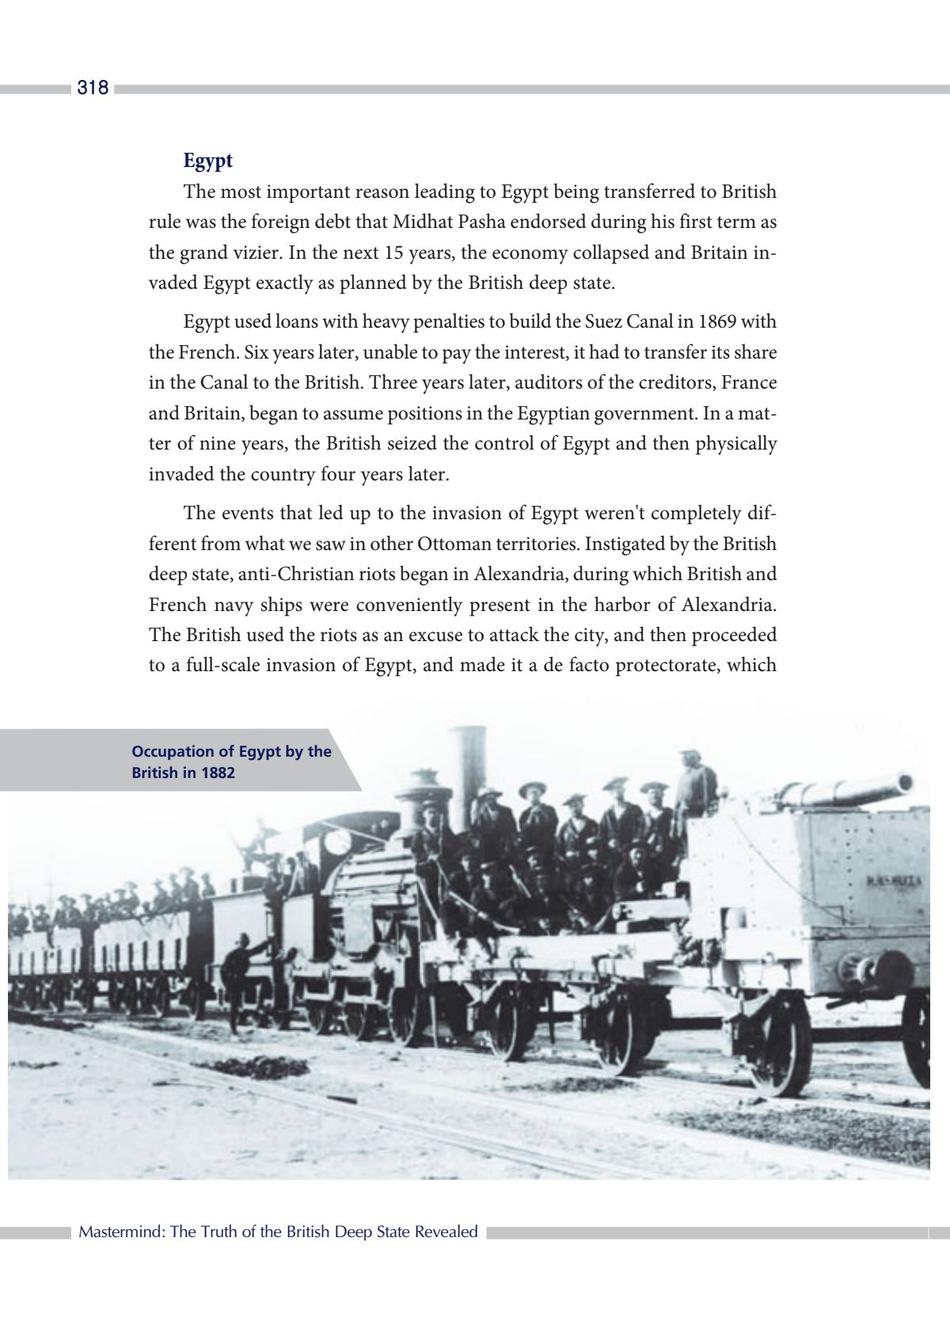 318
Egypt
The most important reason leading to Egypt being transferred to British
rule was the foreign debt that Midhat Pasha endorsed during his first term as
the grand vizier. In the next 15 years, the economy collapsed and Britain in-
vaded Egypt exactly as planned by the British deep state.
Egypt used loans with heavy penalties to build the Suez Canal in 1869 with
the French. Six years later, unable to pay the interest, it had to transfer its share
in the Canal to the British. Three years later, auditors of the creditors, France
and Britain, began to assume positions in the Egyptian government. In a mat-
ter of nine years, the British seized the control of Egypt and then physically
invaded the country four years later.
The events that led up to the invasion of Egypt weren't completely dif-
ferent from what we saw in other Ottoman territories. Instigated by the British
deep state, anti-Christian riots began in Alexandria, during which British and
French navy ships were conveniently present in the harbor of Alexandria.
The British used the riots as an excuse to attack the city, and then proceeded
to a full-scale invasion of Egypt, and made it a de facto protectorate, which
Occupation of Egypt by the
British in 1882
Mastermind: The Truth of the British Deep State Revealed